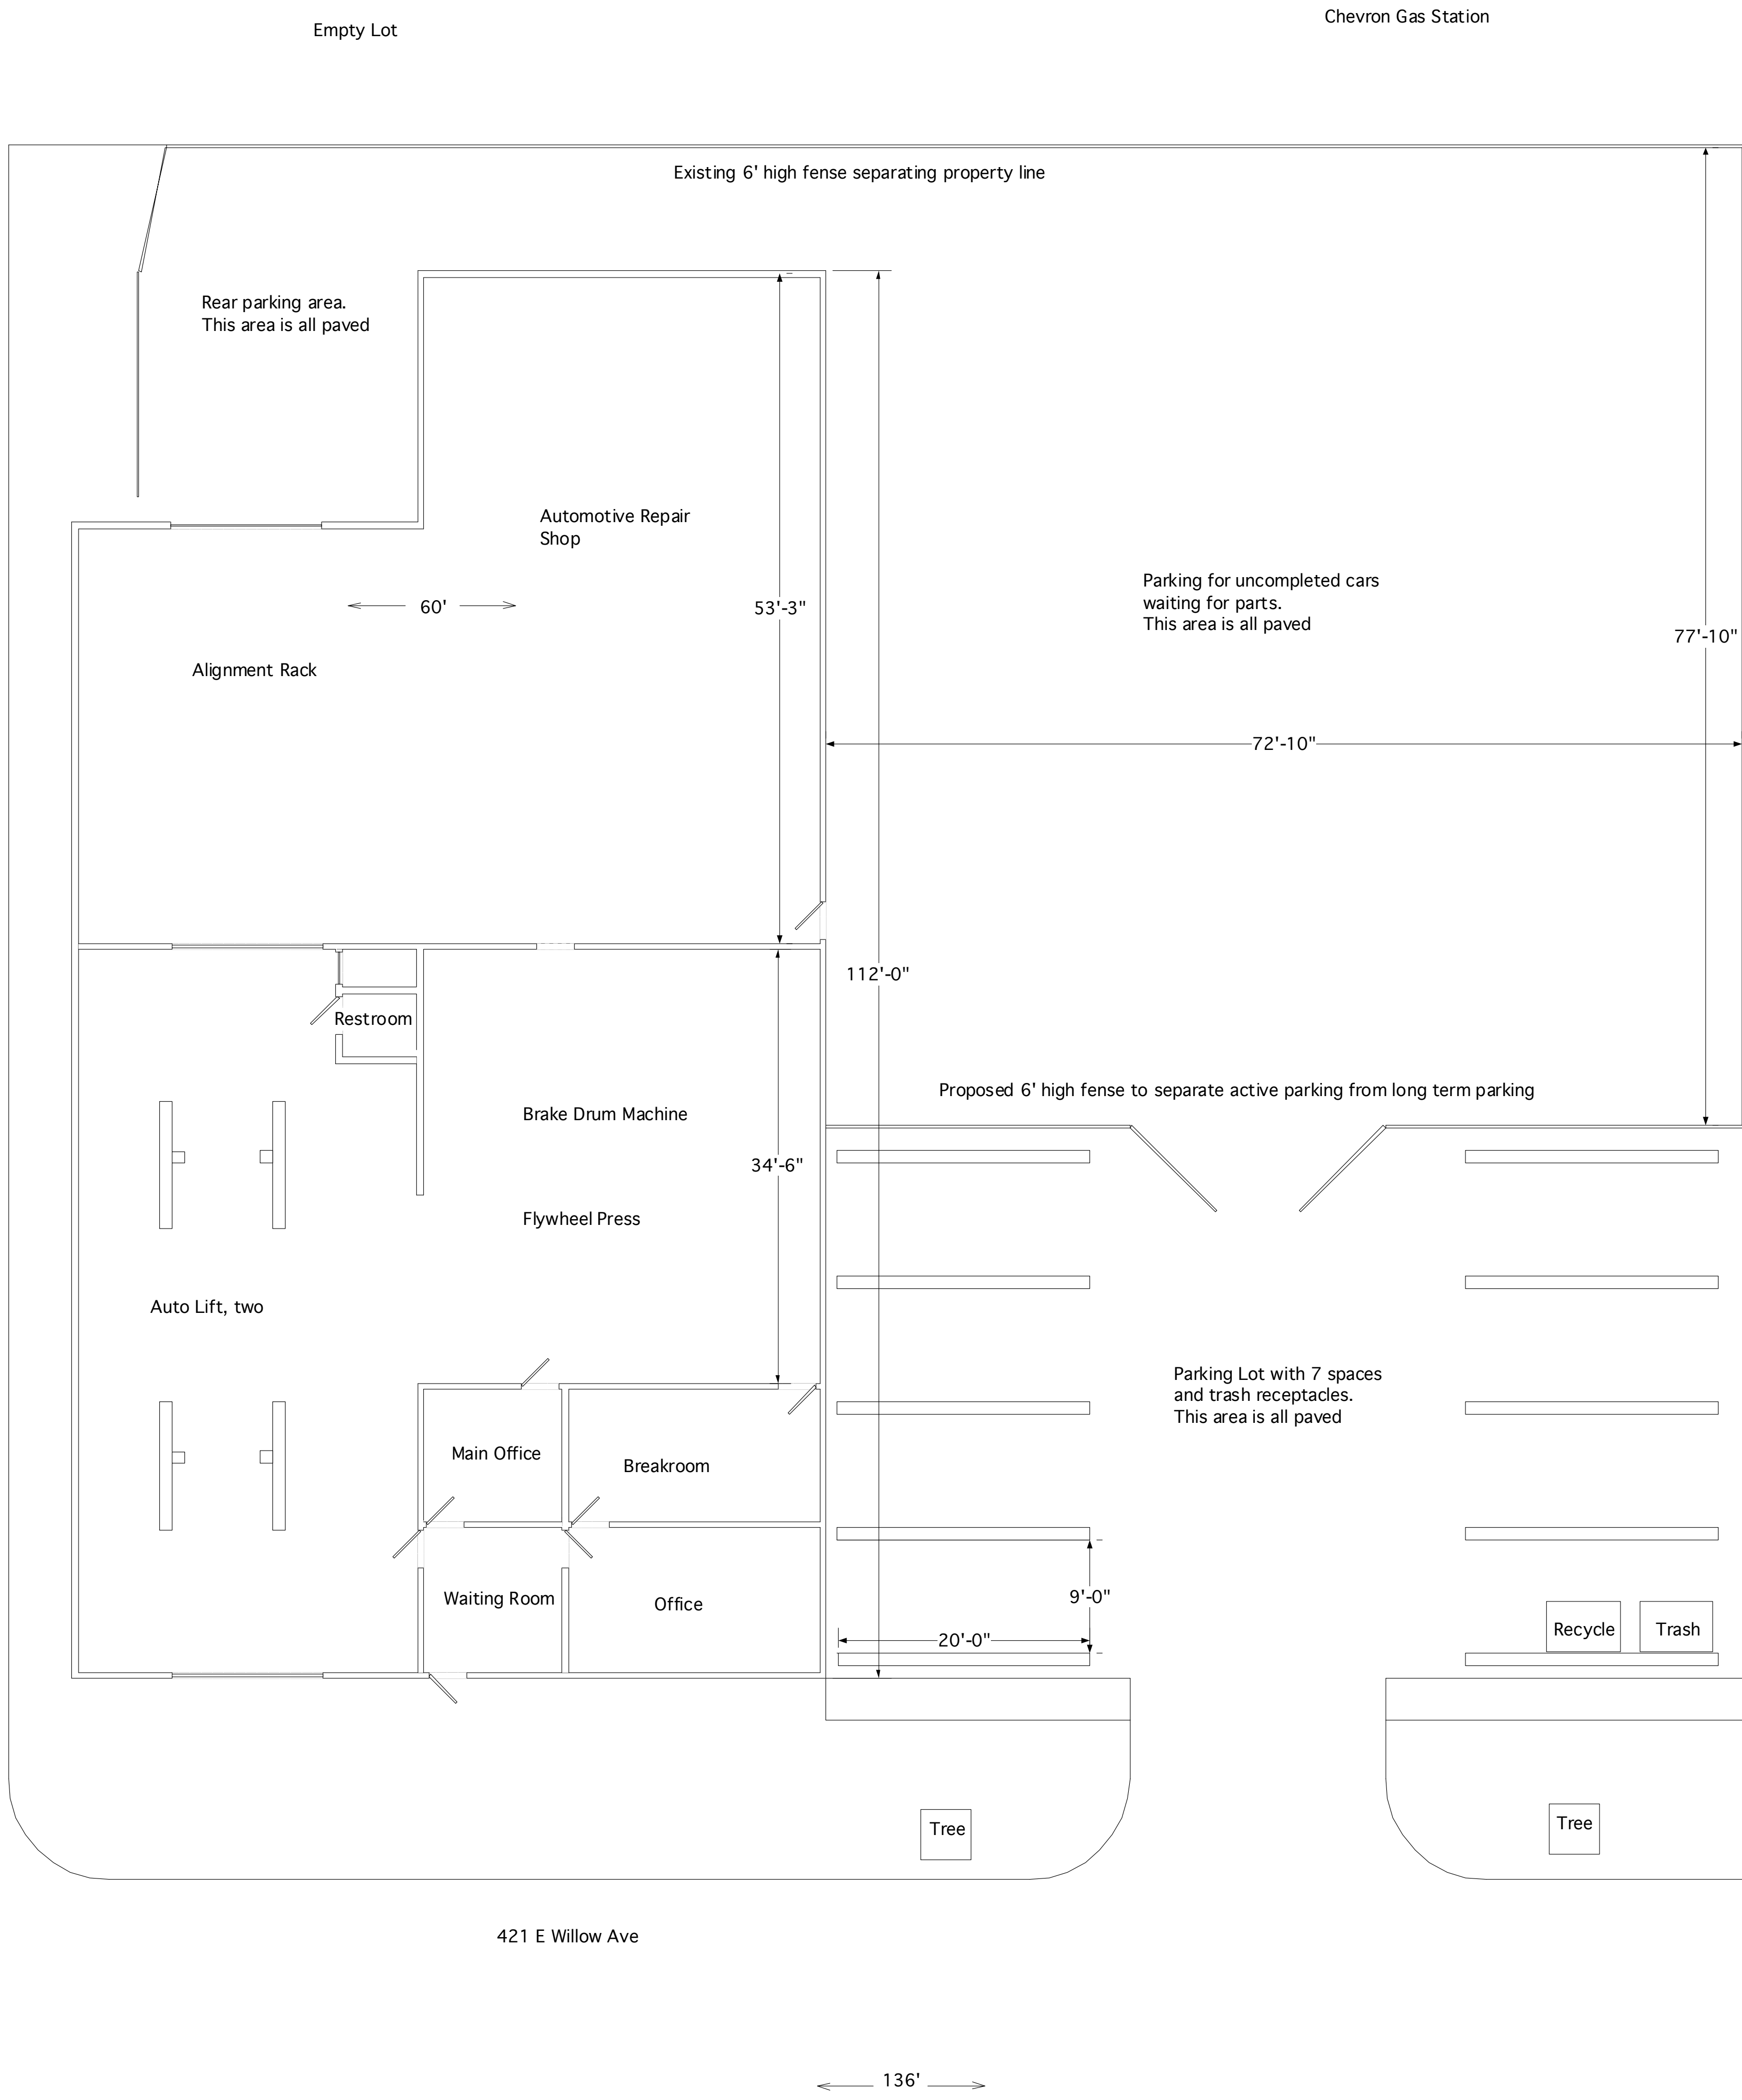 Empty Lot
Chevron Gas Station
Existing 6' high fense separating property line
Rear parking area.
This area is all paved
Automotive Repair
Shop
60'
53'-3"
Parking for uncompleted cars
waiting for parts.
This area is all paved
77'-10"
Alignment Rack
72'-10"
112'-0"
Restroom
Proposed 6' high fense to separate active parking from long term parking
Brake Drum Machine
34'-6"
Flywheel Press
Auto Lift, two
Parking Lot with 7 spaces
and trash receptacles.
This area is all paved
Main Office
Breakroom
Waiting Room
Office
9'-0"
20'-0"
Recycle
Trash
Tree
Tree
421 E Willow Ave
136'